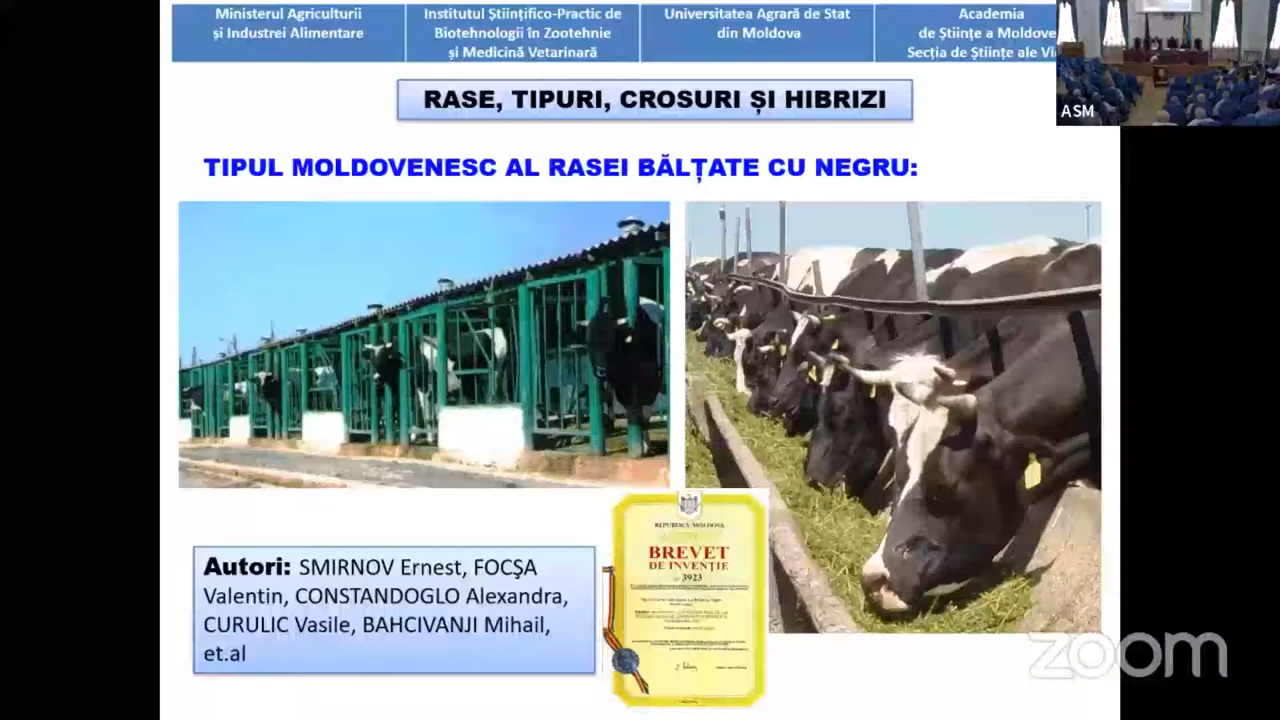 Ministerul Agriculturii
și Industrei Alimentare
Institutul Științifico-Practic de
Biotehnologii în Zootehnie
și Medicină Vetarinară
Universitatea Agrară de Stat
din Moldova
Academia
de Științe a Moldove
Secția de Științe ale Vi
ASM
RASE, TIPURI, CROSURI ȘI HIBRIZI
TIPUL MOLDOVENESC AL RASEI BĂLȚATE CU NEGRU:
REPUBLICA MOLDOVA
BREVET
DE INVENȚIE
3923
Autori: SMIRNOV Ernest, FOCȘA
Valentin, CONSTANDOGLO Alexandra,
CURULIC Vasile, BAHCIVANJI Mihail,
et.al
zoom